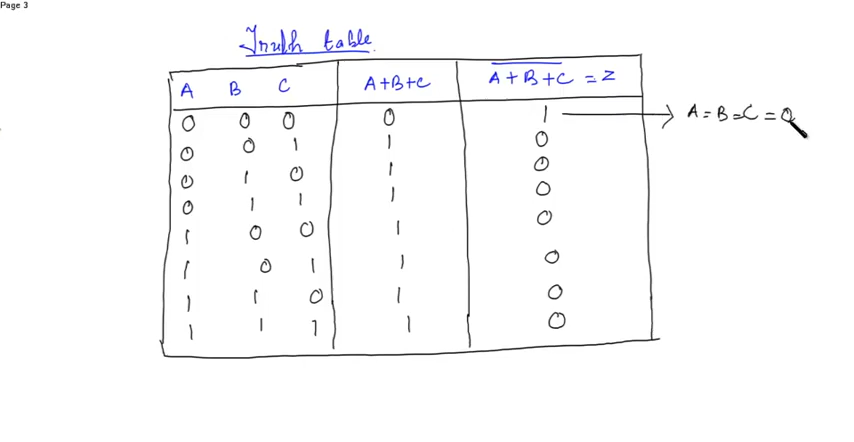 Page 3
Truth table
A B C A+B+C \overline{A+B+C} = Z
0 0 0 0 1 → A=B=C=0
0 0 1 1 0
0 1 0 1 0
0 1 1 1 0
1 0 0 1 0
1 0 1 1 0
1 1 0 1 0
1 1 1 1 0